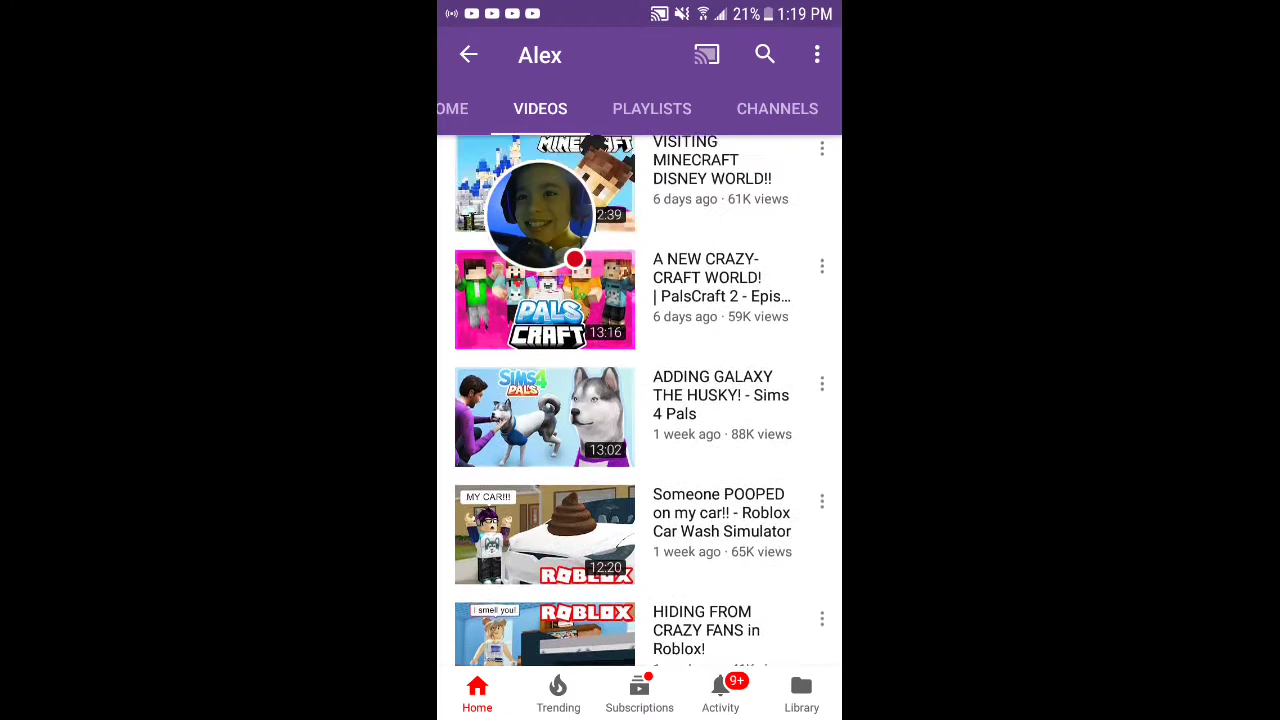 21% 1:19 PM
Alex
OME VIDEOS PLAYLISTS CHANNELS
MINECRAFT
2:39
VISITING
MINECRAFT
DISNEY WORLD!!
6 days ago · 61K views
PALS
CRAFT
13:16
A NEW CRAZY-
CRAFT WORLD!
| PalsCraft 2 - Epis...
6 days ago · 59K views
SIMS 4
PALS
13:02
ADDING GALAXY
THE HUSKY! - Sims
4 Pals
1 week ago · 88K views
MY CAR!!!
12:20
ROBLOX
Someone POOPED
on my car!! - Roblox
Car Wash Simulator
1 week ago · 65K views
I smell you!
ROBLOX
HIDING FROM
CRAZY FANS in
Roblox!
9+
Home Trending Subscriptions Activity Library